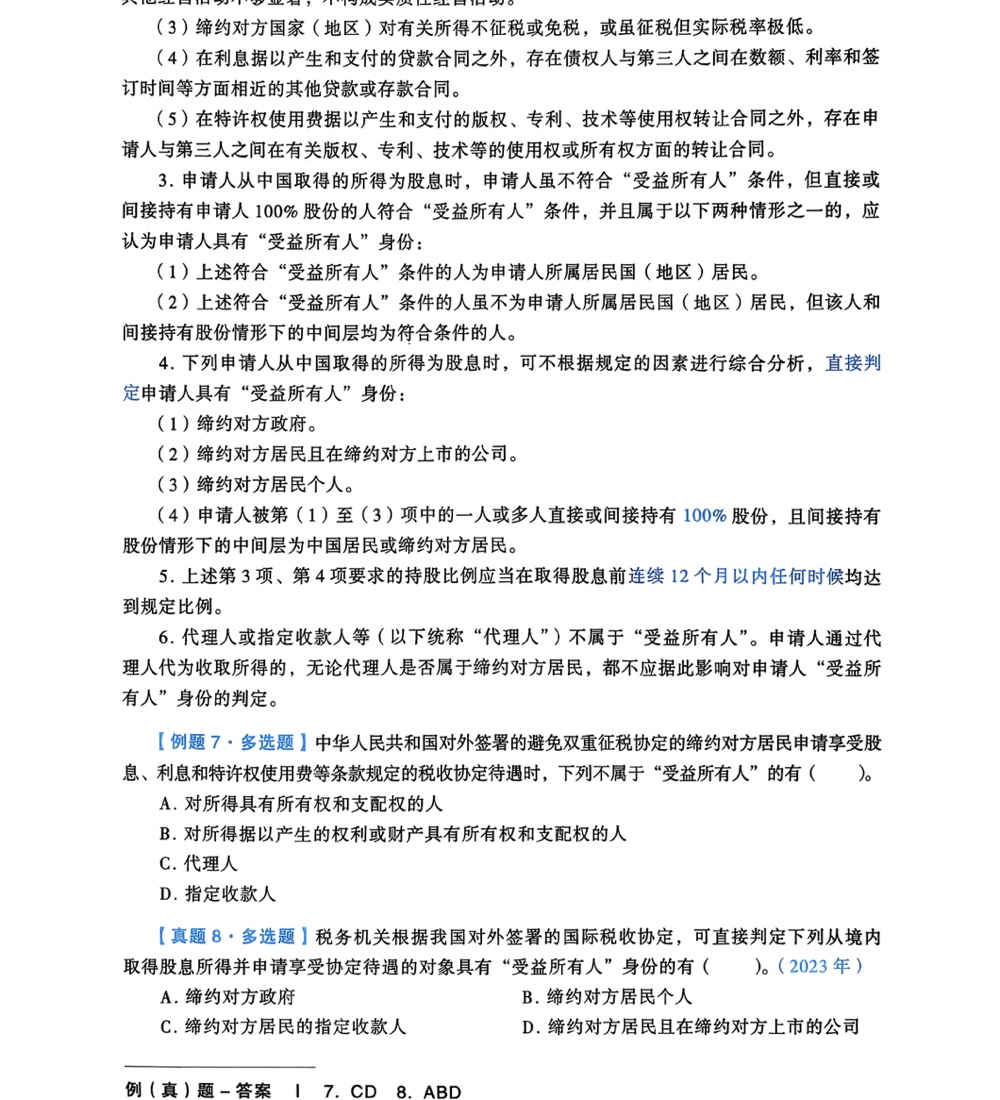 （3）缔约对方国家（地区）对有关所得不征税或免税，或虽征税但实际税率极低。
（4）在利息据以产生和支付的贷款合同之外，存在债权人与第三人之间在数额、利率和签
订时间等方面相近的其他贷款或存款合同。
（5）在特许权使用费据以产生和支付的版权、专利、技术等使用权转让合同之外，存在申
请人与第三人之间在有关版权、专利、技术等的使用权或所有权方面的转让合同。
3. 申请人从中国取得的所得为股息时，申请人虽不符合“受益所有人”条件，但直接或
间接持有申请人 100% 股份的人符合“受益所有人”条件，并且属于以下两种情形之一的，应
认为申请人具有“受益所有人”身份：
（1）上述符合“受益所有人”条件的人为申请人所属居民国（地区）居民。
（2）上述符合“受益所有人”条件的人虽不为申请人所属居民国（地区）居民，但该人和
间接持有股份情形下的中间层均为符合条件的人。
4. 下列申请人从中国取得的所得为股息时，可不根据规定的因素进行综合分析，直接判
定申请人具有“受益所有人”身份：
（1）缔约对方政府。
（2）缔约对方居民且在缔约对方上市的公司。
（3）缔约对方居民个人。
（4）申请人被第（1）至（3）项中的一人或多人直接或间接持有 100% 股份，且间接持有
股份情形下的中间层为中国居民或缔约对方居民。
5. 上述第 3 项、第 4 项要求的持股比例应当在取得股息前连续 12 个月以内任何时候均达
到规定比例。
6. 代理人或指定收款人等（以下统称“代理人”）不属于“受益所有人”。申请人通过代
理人代为收取所得的，无论代理人是否属于缔约对方居民，都不应据此影响对申请人“受益所
有人”身份的判定。
【例题 7·多选题】中华人民共和国对外签署的避免双重征税协定的缔约对方居民申请享受股
息、利息和特许权使用费等条款规定的税收协定待遇时，下列不属于“受益所有人”的有（　　）。
A. 对所得具有所有权和支配权的人
B. 对所得据以产生的权利或财产具有所有权和支配权的人
C. 代理人
D. 指定收款人
【真题 8·多选题】税务机关根据我国对外签署的国际税收协定，可直接判定下列从境内
取得股息所得并申请享受协定待遇的对象具有“受益所有人”身份的有（　　）。（2023 年）
A. 缔约对方政府 B. 缔约对方居民个人
C. 缔约对方居民的指定收款人 D. 缔约对方居民且在缔约对方上市的公司
例（真）题－答案 | 7. CD 8. ABD